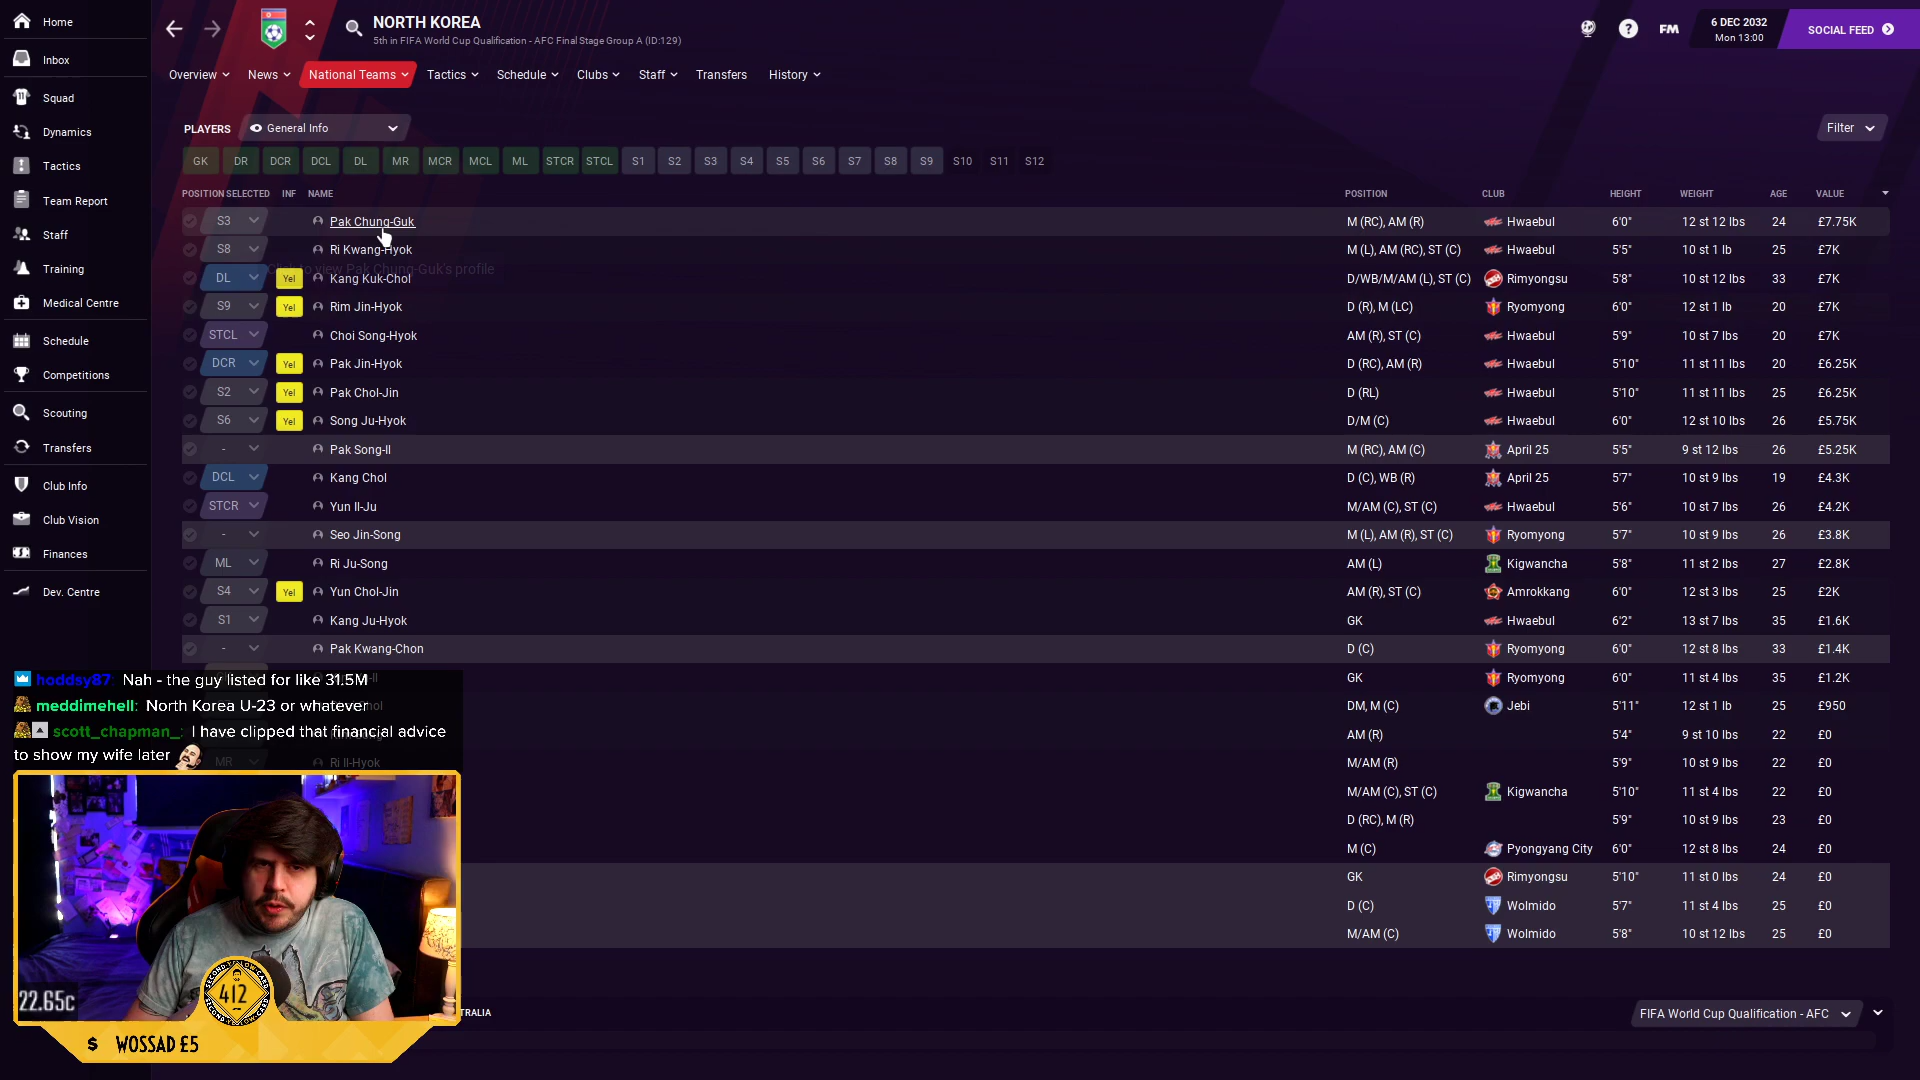 Home
Inbox
Squad
Dynamics
Tactics
Team Report
Staff
Training
Medical Centre
Schedule
Competitions
Scouting
Transfers
Club Info
Club Vision
Finances
Dev. Centre
NORTH KOREA
5th in FIFA World Cup Qualification - AFC Final Stage Group A (ID:129)
FM
6 DEC 2032
Mon 13:00
SOCIAL FEED
Overview News National Teams Tactics Schedule Clubs Staff Transfers History
PLAYERS General Info Filter
GK DR DCR DCL DL MR MCR MCL ML STCR STCL S1 S2 S3 S4 S5 S6 S7 S8 S9 S10 S11 S12
POSITION SELECTED INF NAME POSITION CLUB HEIGHT WEIGHT AGE VALUE
S3 Pak Chung-Guk M (RC), AM (R) Hwaebul 6'0" 12 st 12 lbs 24 £7.75K
S8 Ri Kwang-Hyok M (L), AM (RC), ST (C) Hwaebul 5'5" 10 st 1 lb 25 £7K
Click to view Pak Chung-Guk's profile
DL Yel Kang Kuk-Chol D/WB/M/AM (L), ST (C) Rimyongsu 5'8" 10 st 12 lbs 33 £7K
S9 Yel Rim Jin-Hyok D (R), M (LC) Ryomyong 6'0" 12 st 1 lb 20 £7K
STCL Choi Song-Hyok AM (R), ST (C) Hwaebul 5'9" 10 st 7 lbs 20 £7K
DCR Yel Pak Jin-Hyok D (RC), AM (R) Hwaebul 5'10" 11 st 11 lbs 20 £6.25K
S2 Yel Pak Chol-Jin D (RL) Hwaebul 5'10" 11 st 11 lbs 25 £6.25K
S6 Yel Song Ju-Hyok D/M (C) Hwaebul 6'0" 12 st 10 lbs 26 £5.75K
- Pak Song-Il M (RC), AM (C) April 25 5'5" 9 st 12 lbs 26 £5.25K
DCL Kang Chol D (C), WB (R) April 25 5'7" 10 st 9 lbs 19 £4.3K
STCR Yun Il-Ju M/AM (C), ST (C) Hwaebul 5'6" 10 st 7 lbs 26 £4.2K
- Seo Jin-Song M (L), AM (R), ST (C) Ryomyong 5'7" 10 st 9 lbs 26 £3.8K
ML Ri Ju-Song AM (L) Kigwancha 5'8" 11 st 2 lbs 27 £2.8K
S4 Yel Yun Chol-Jin AM (R), ST (C) Amrokkang 6'0" 12 st 3 lbs 25 £2K
S1 Kang Ju-Hyok GK Hwaebul 6'2" 13 st 7 lbs 35 £1.6K
- Pak Kwang-Chon D (C) Ryomyong 6'0" 12 st 8 lbs 33 £1.4K
GK Ryomyong 6'0" 11 st 4 lbs 35 £1.2K
DM, M (C) Jebi 5'11" 12 st 1 lb 25 £950
AM (R) 5'4" 9 st 10 lbs 22 £0
MR Ri Il-Hyok M/AM (R) 5'9" 10 st 9 lbs 22 £0
M/AM (C), ST (C) Kigwancha 5'10" 11 st 4 lbs 22 £0
D (RC), M (R) 5'9" 10 st 9 lbs 23 £0
M (C) Pyongyang City 6'0" 12 st 8 lbs 24 £0
GK Rimyongsu 5'10" 11 st 0 lbs 24 £0
D (C) Wolmido 5'7" 11 st 4 lbs 25 £0
M/AM (C) Wolmido 5'8" 10 st 12 lbs 25 £0
hoddsy87: Nah - the guy listed for like 31.5M
meddimehell: North Korea U-23 or whatever
scott_chapman_: I have clipped that financial advice
to show my wife later
22.65c
SECOND YELLOW CARD
412
SECOND YELLOW CARD
$ WOSSAD £5
TRALIA
FIFA World Cup Qualification - AFC